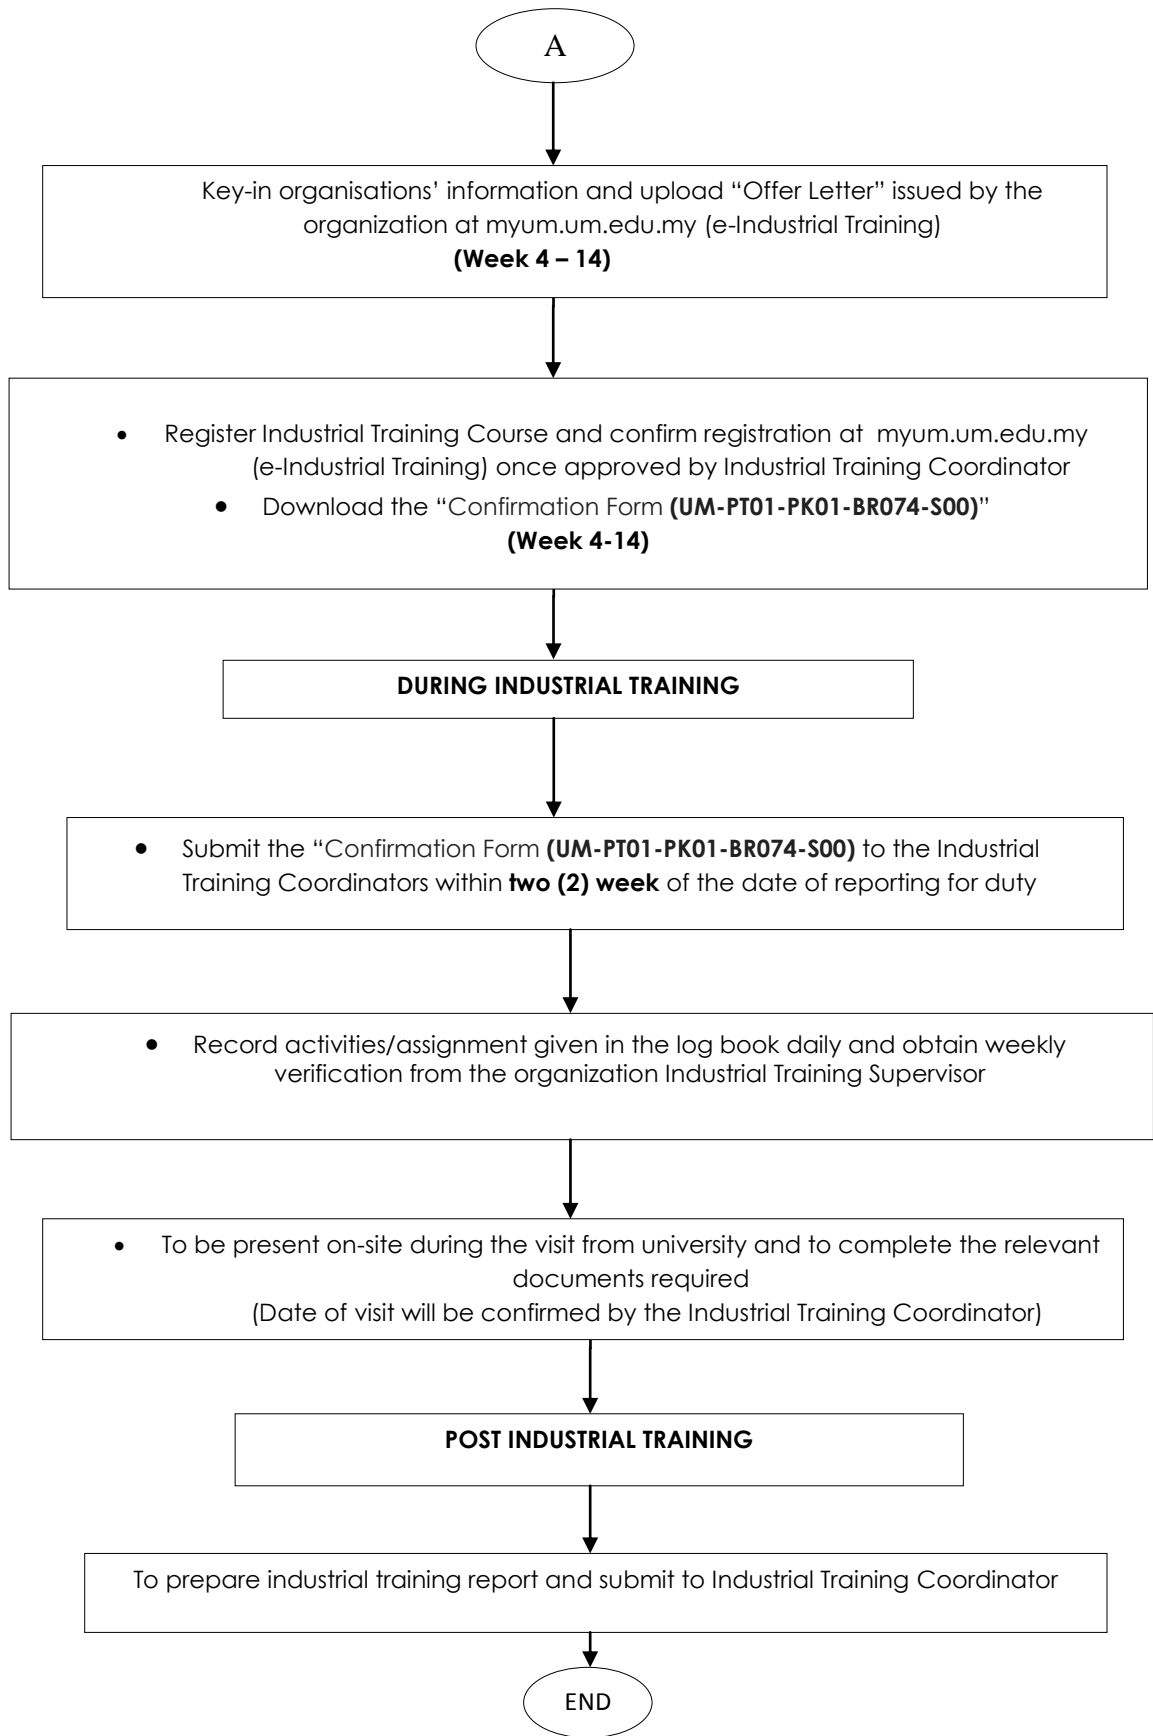 A
Key-in organisations’ information and upload “Offer Letter” issued by the
organization at myum.um.edu.my (e-Industrial Training)
(Week 4 – 14)
• Register Industrial Training Course and confirm registration at myum.um.edu.my
(e-Industrial Training) once approved by Industrial Training Coordinator
• Download the “Confirmation Form (UM-PT01-PK01-BR074-S00)”
(Week 4-14)
DURING INDUSTRIAL TRAINING
• Submit the “Confirmation Form (UM-PT01-PK01-BR074-S00) to the Industrial
Training Coordinators within two (2) week of the date of reporting for duty
• Record activities/assignment given in the log book daily and obtain weekly
verification from the organization Industrial Training Supervisor
• To be present on-site during the visit from university and to complete the relevant
documents required
(Date of visit will be confirmed by the Industrial Training Coordinator)
POST INDUSTRIAL TRAINING
To prepare industrial training report and submit to Industrial Training Coordinator
END